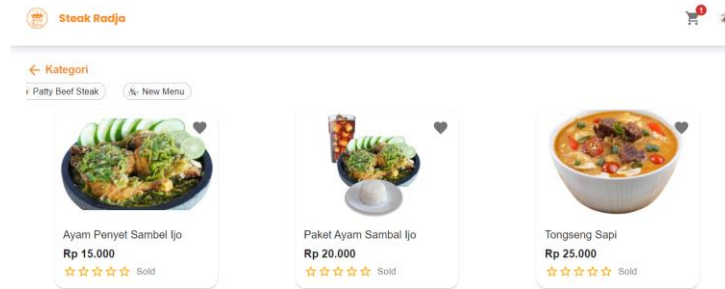 Steak Radja
1
← Kategori
Patty Beef Steak
New Menu
Ayam Penyet Sambel Ijo
Rp 15.000
Sold
Paket Ayam Sambal Ijo
Rp 20.000
Sold
Tongseng Sapi
Rp 25.000
Sold